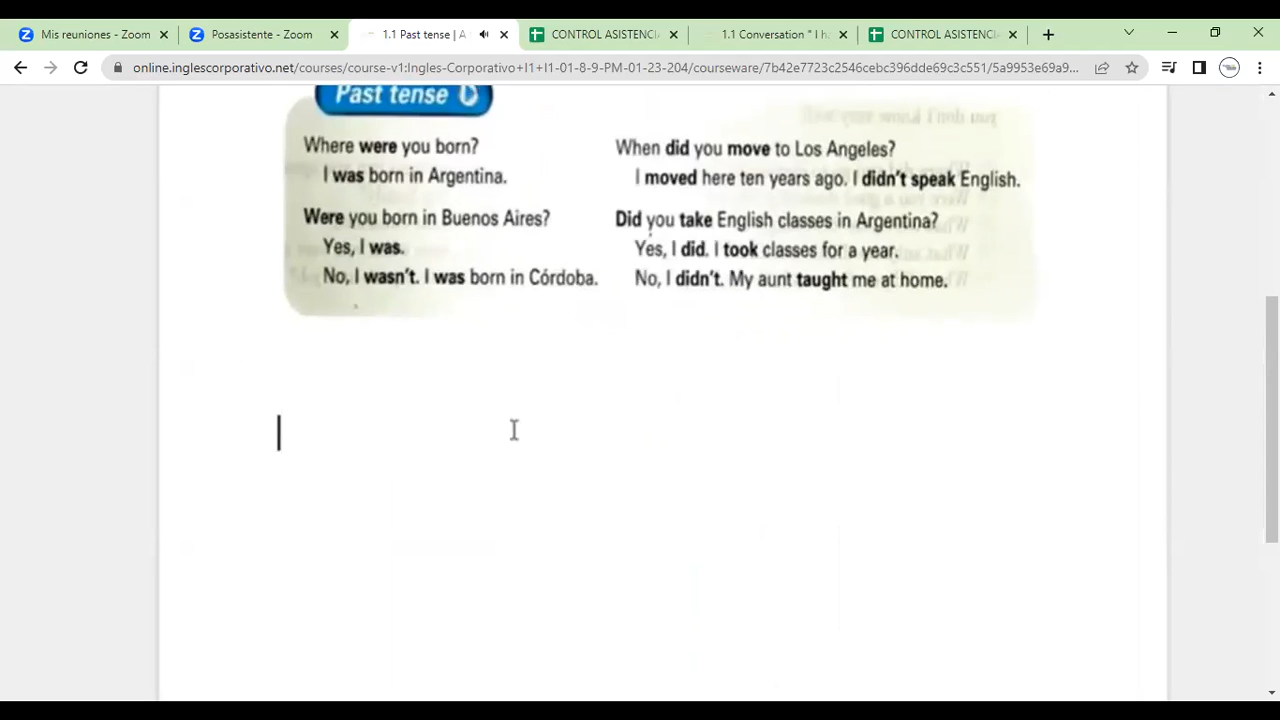 Mis reuniones - Zoom
Posasistente - Zoom
1.1 Past tense | A
CONTROL ASISTENCI
1.1 Conversation " I h
CONTROL ASISTENCI
online.inglescorporativo.net/courses/course-v1:Ingles-Corporativo+I1+I1-01-8-9-PM-01-23-204/courseware/7b42e7723c2546cebc396dde69c3c551/5a9953e69a9...
Past tense
Where were you born?
I was born in Argentina.
Were you born in Buenos Aires?
Yes, I was.
No, I wasn't. I was born in Córdoba.
When did you move to Los Angeles?
I moved here ten years ago. I didn't speak English.
Did you take English classes in Argentina?
Yes, I did. I took classes for a year.
No, I didn't. My aunt taught me at home.